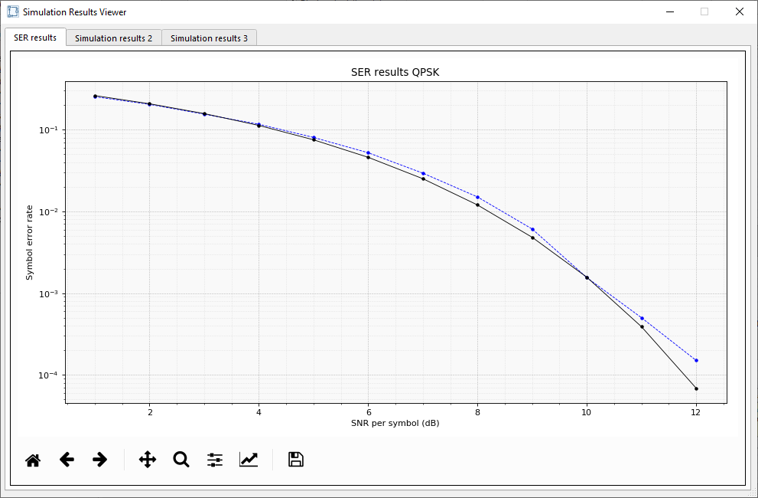 Simulation Results Viewer
SER results
Simulation results 2
Simulation results 3
SER results QPSK
Symbol error rate
10⁻¹
10⁻²
10⁻³
10⁻⁴
2 4 6 8 10 12
SNR per symbol (dB)